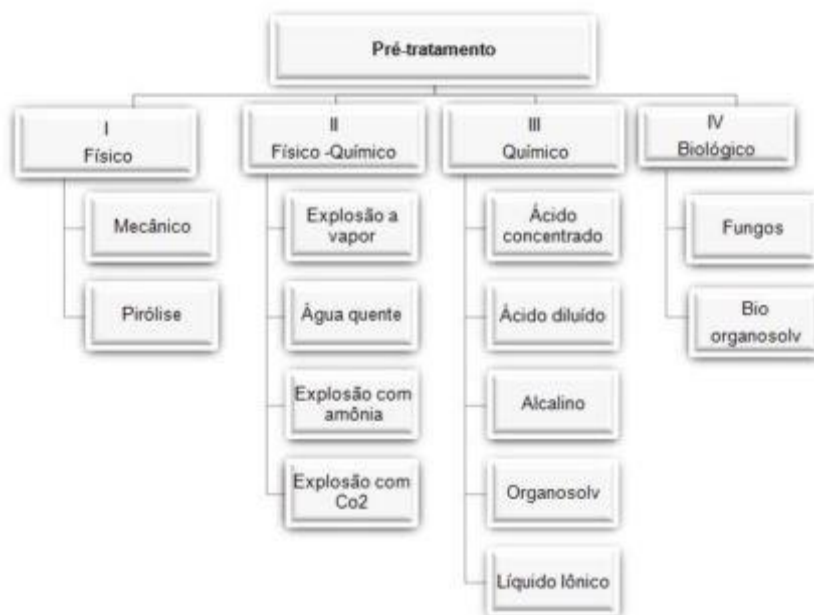 Pré-tratamento
I
Físico
II
Físico -Químico
III
Químico
IV
Biológico
Mecânico
Pirólise
Explosão a
vapor
Água quente
Explosão com
amônia
Explosão com
Co2
Ácido
concentrado
Ácido diluído
Alcalino
Organosolv
Líquido Iônico
Fungos
Bio
organosolv